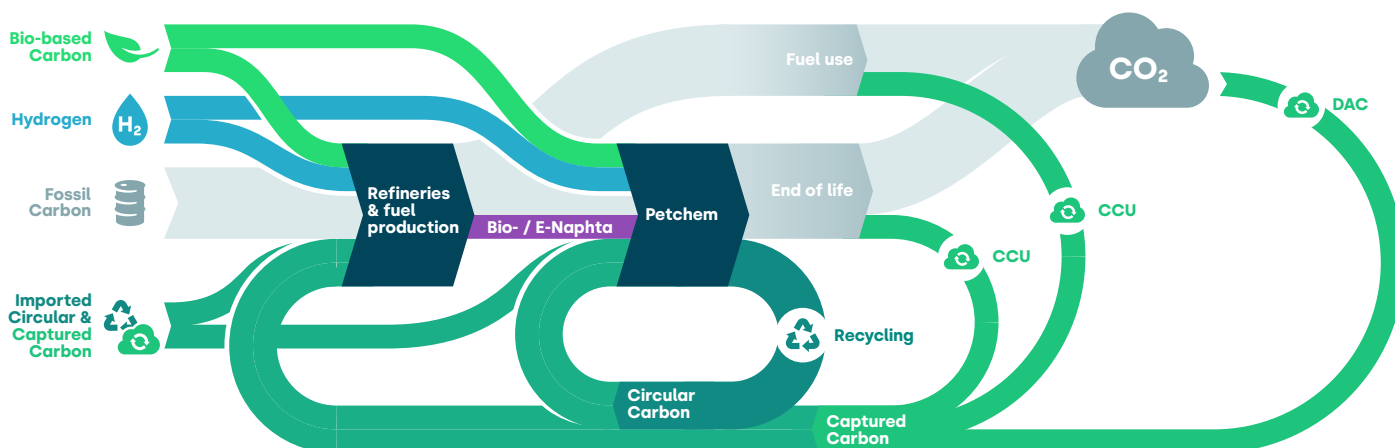 Bio-based
Carbon
Hydrogen
H₂
Fossil
Carbon
Imported
Circular &
Captured
Carbon
Refineries
& fuel
production
Bio- / E-Naphta
Petchem
Fuel use
End of life
CO₂
DAC
CCU
CCU
Recycling
Circular
Carbon
Captured
Carbon